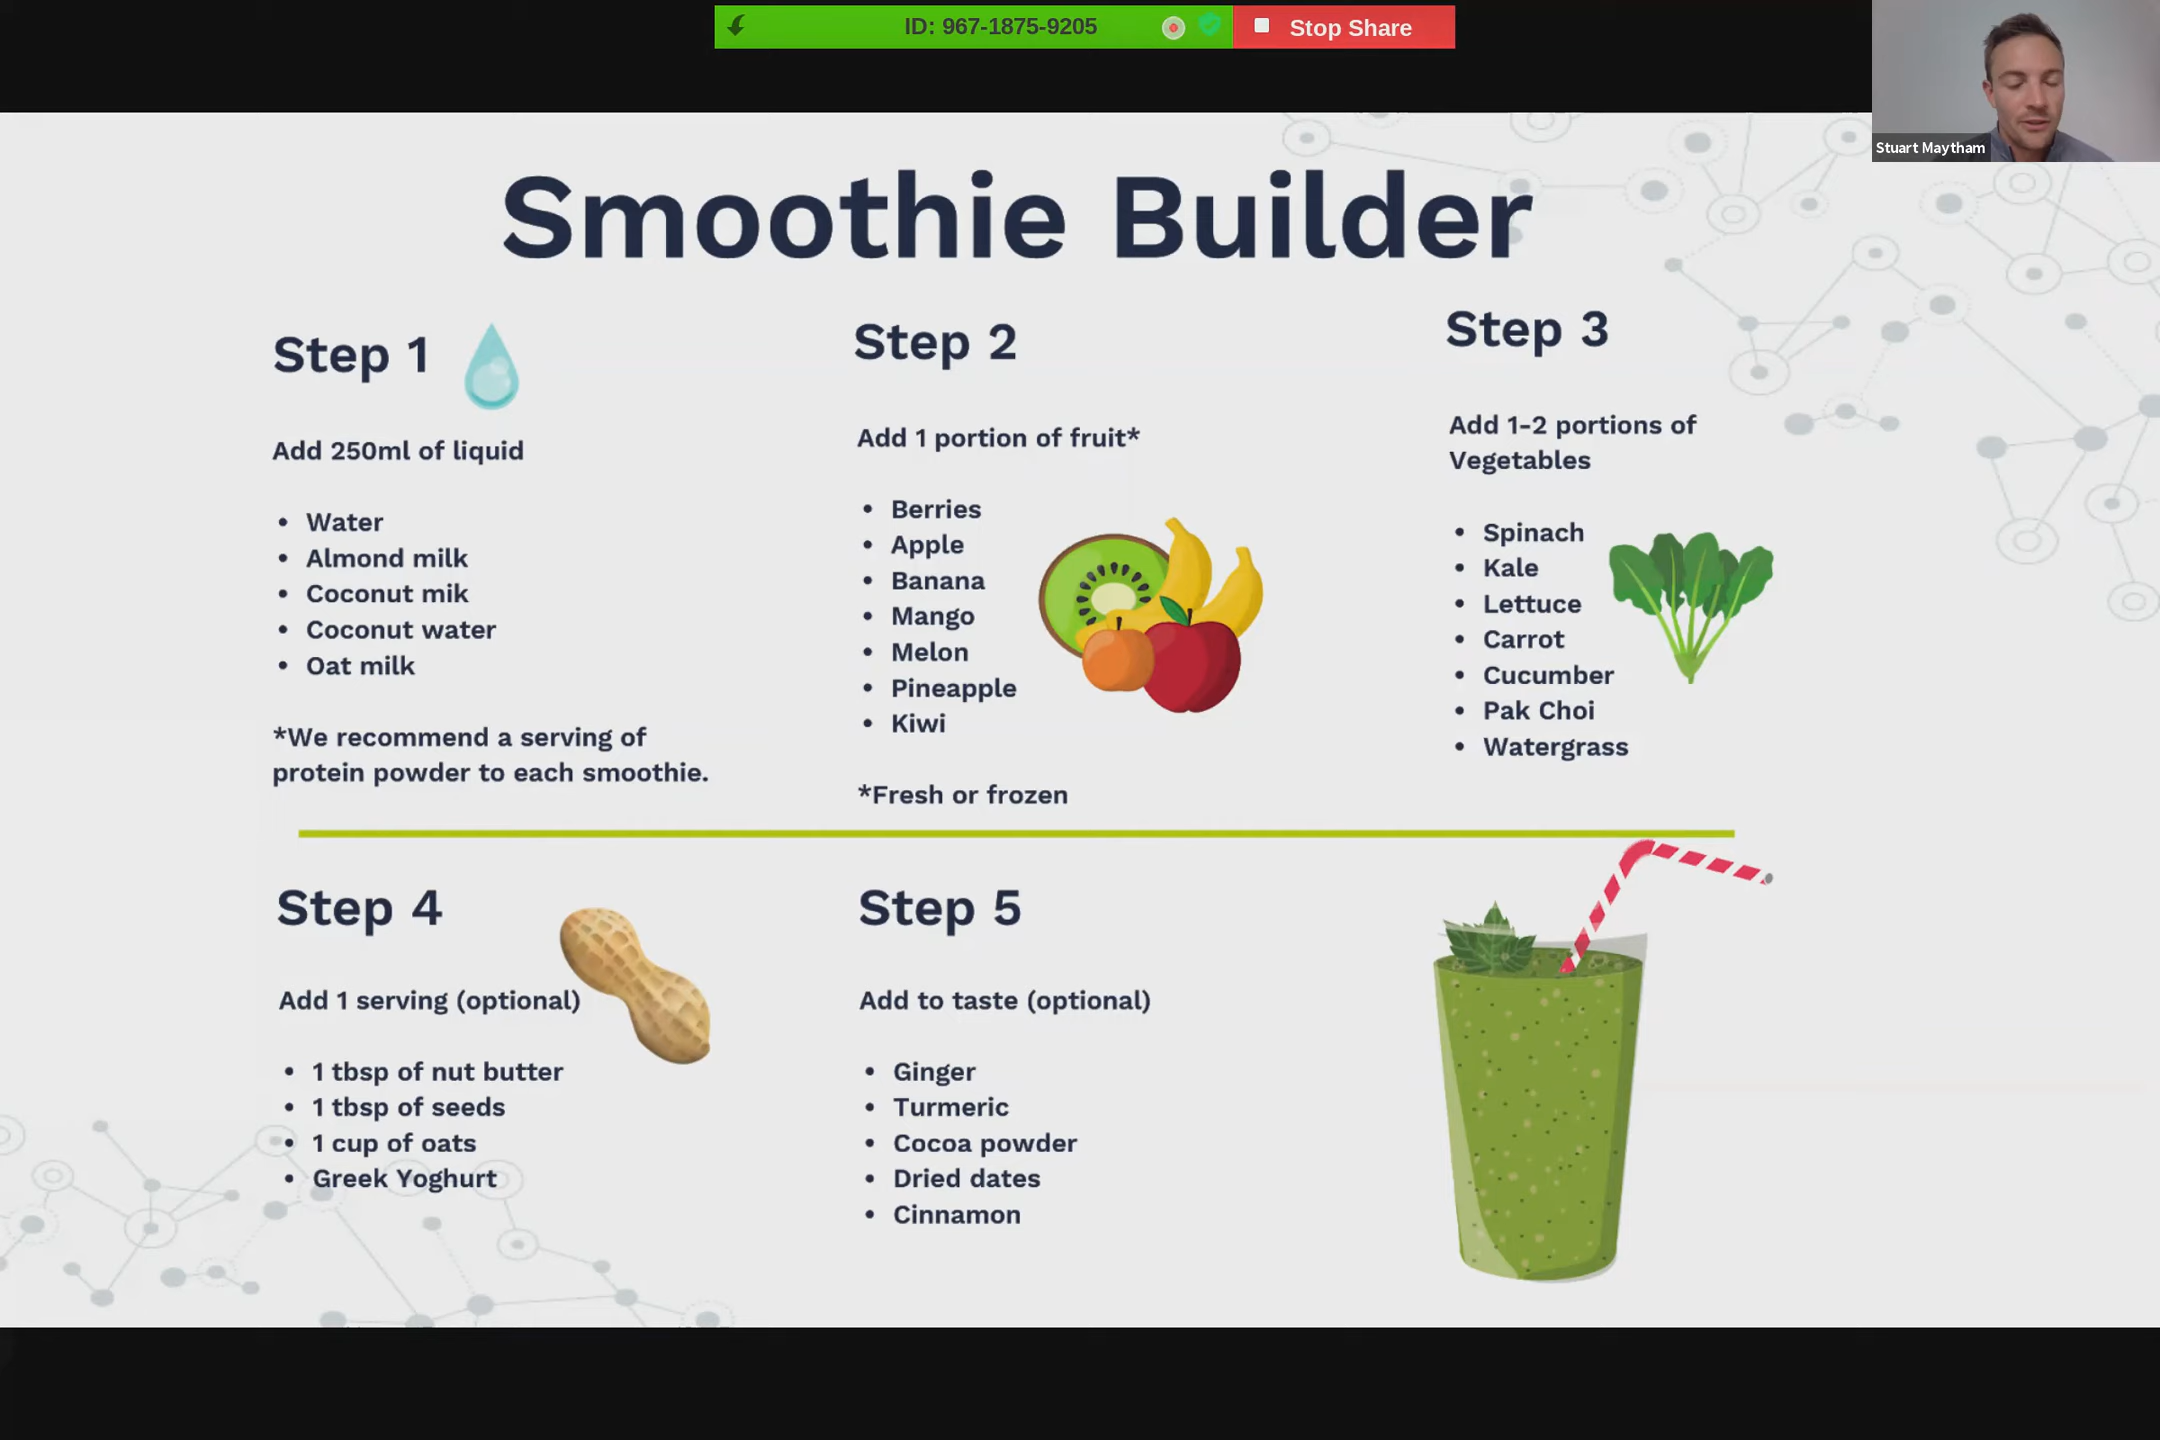 ID: 967-1875-9205
Stop Share
Stuart Maytham
Smoothie Builder
Step 1
Add 250ml of liquid
• Water
• Almond milk
• Coconut mik
• Coconut water
• Oat milk
*We recommend a serving of
protein powder to each smoothie.
Step 2
Add 1 portion of fruit*
• Berries
• Apple
• Banana
• Mango
• Melon
• Pineapple
• Kiwi
*Fresh or frozen
Step 3
Add 1-2 portions of
Vegetables
• Spinach
• Kale
• Lettuce
• Carrot
• Cucumber
• Pak Choi
• Watergrass
Step 4
Add 1 serving (optional)
• 1 tbsp of nut butter
• 1 tbsp of seeds
• 1 cup of oats
• Greek Yoghurt
Step 5
Add to taste (optional)
• Ginger
• Turmeric
• Cocoa powder
• Dried dates
• Cinnamon